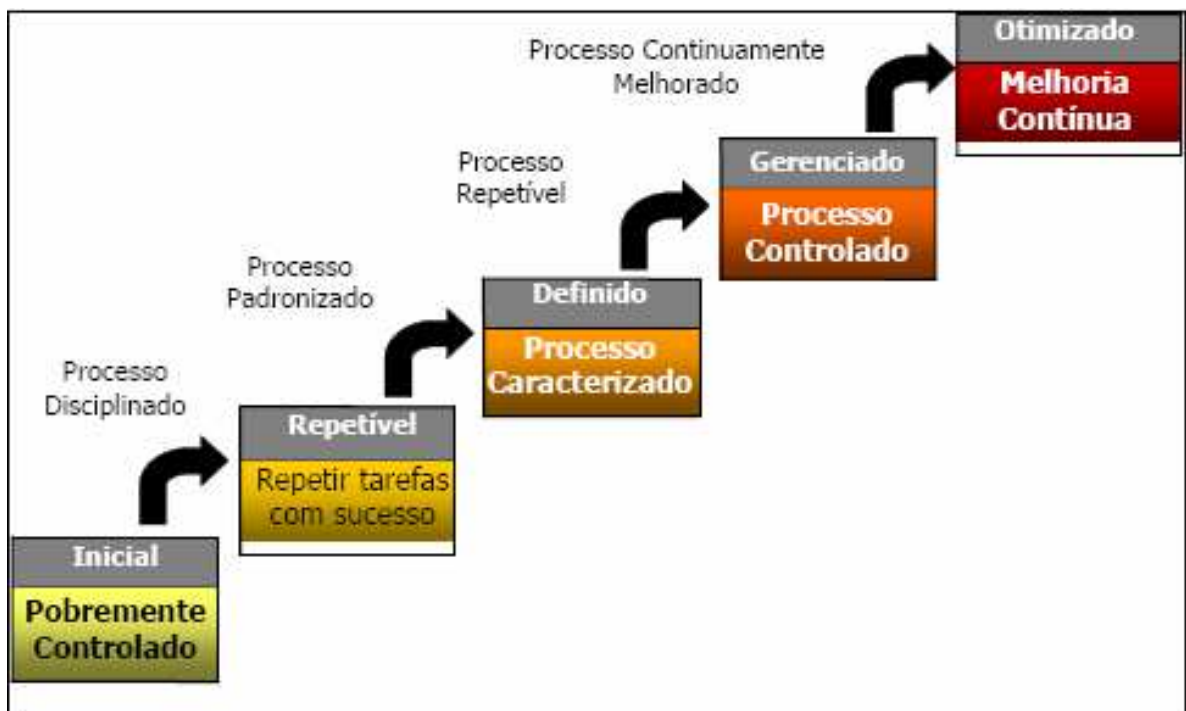 Processo Continuamente
Melhorado
Otimizado
Melhoria
Contínua
Processo
Repetível
Gerenciado
Processo
Controlado
Processo
Padronizado
Definido
Processo
Caracterizado
Processo
Disciplinado
Repetível
Repetir tarefas
com sucesso
Inicial
Pobremente
Controlado